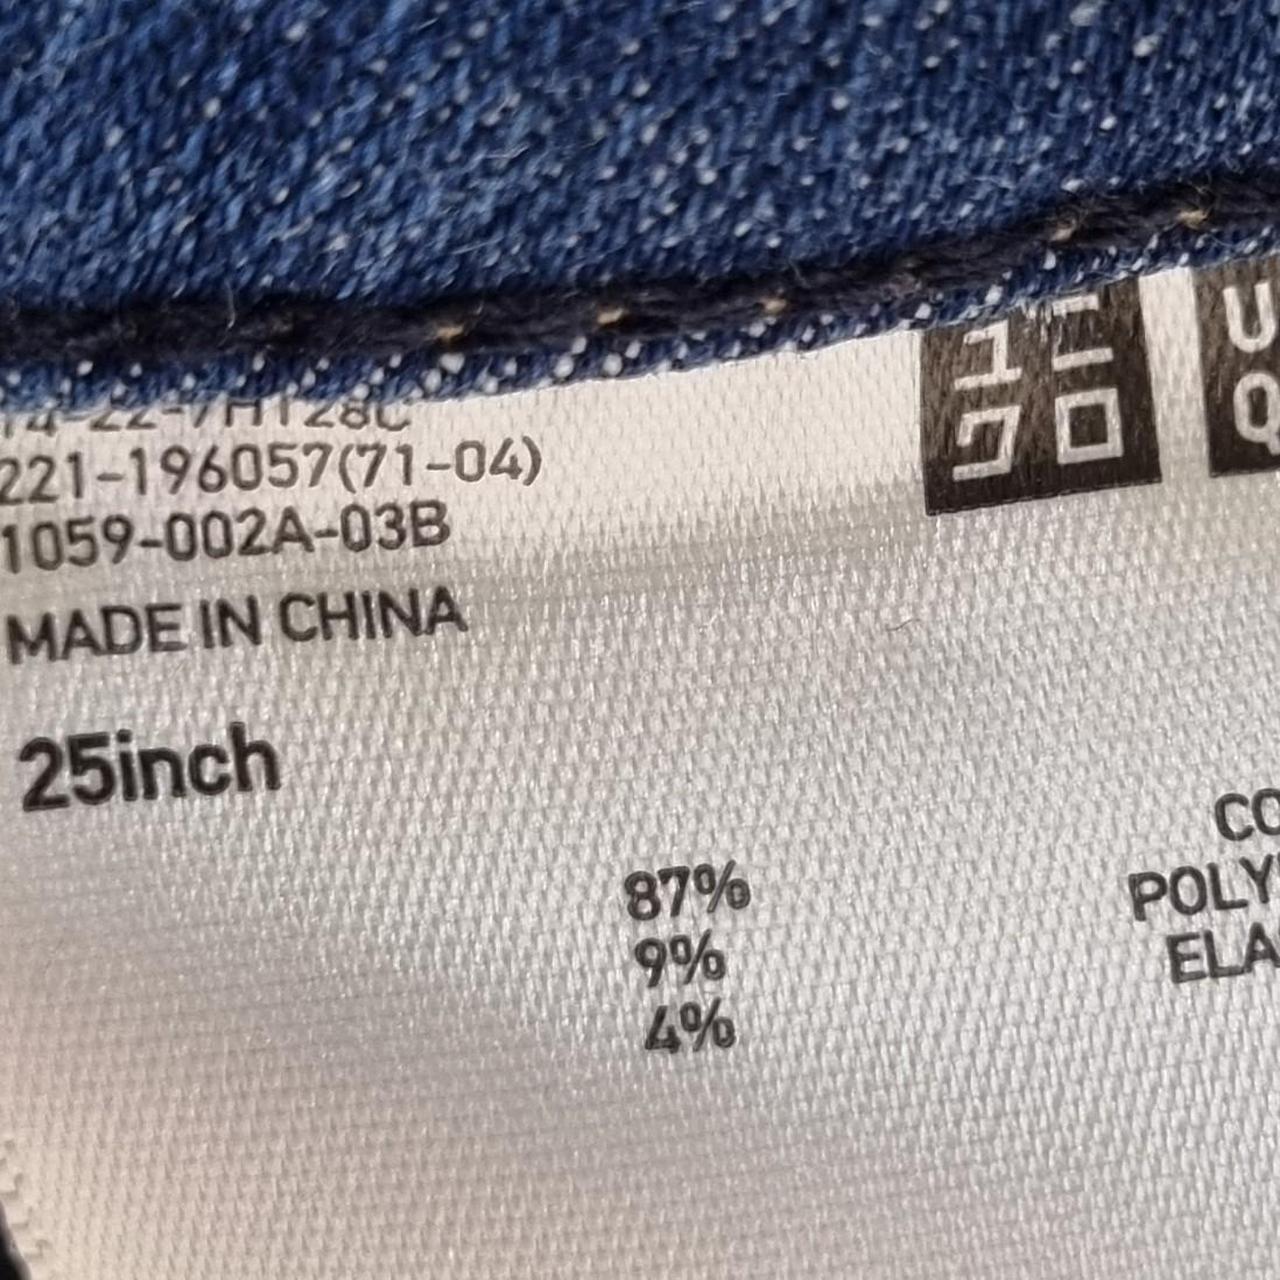 221-196057(71-04)
1059-002A-03B
MADE IN CHINA
25inch
ユニ
クロ
U
Q
87%
9%
4%
CO
POLY
ELA